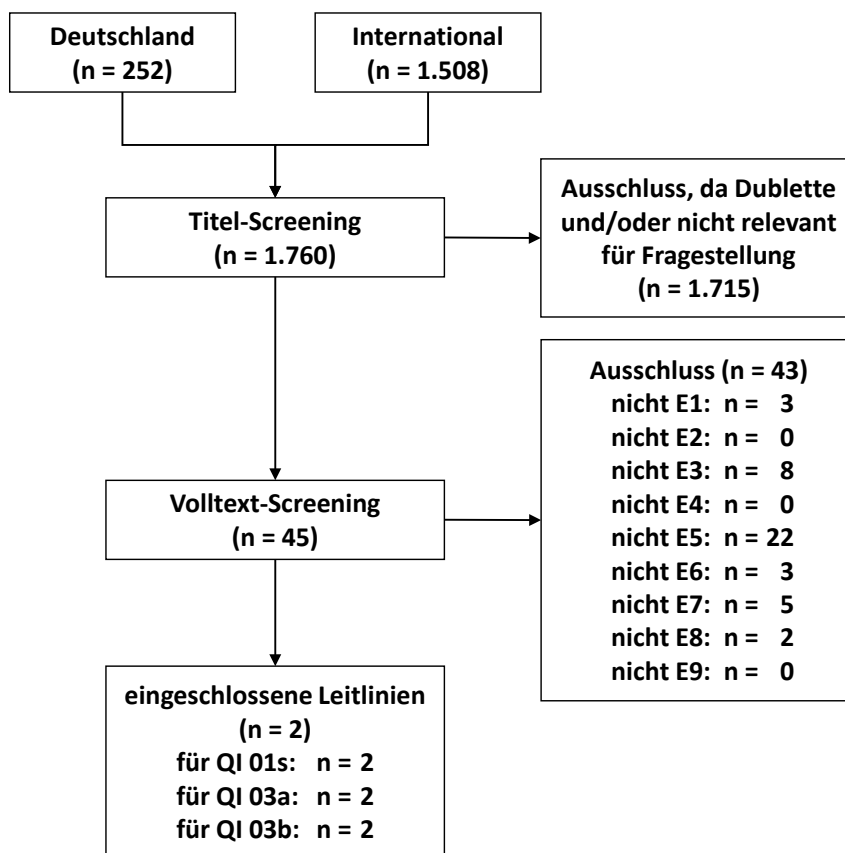 Deutschland
(n = 252)
International
(n = 1.508)
Titel-Screening
(n = 1.760)
Ausschluss, da Dublette
und/oder nicht relevant
für Fragestellung
(n = 1.715)
Volltext-Screening
(n = 45)
Ausschluss (n = 43)
nicht E1: n = 3
nicht E2: n = 0
nicht E3: n = 8
nicht E4: n = 0
nicht E5: n = 22
nicht E6: n = 3
nicht E7: n = 5
nicht E8: n = 2
nicht E9: n = 0
eingeschlossene Leitlinien
(n = 2)
für QI 01s: n = 2
für QI 03a: n = 2
für QI 03b: n = 2